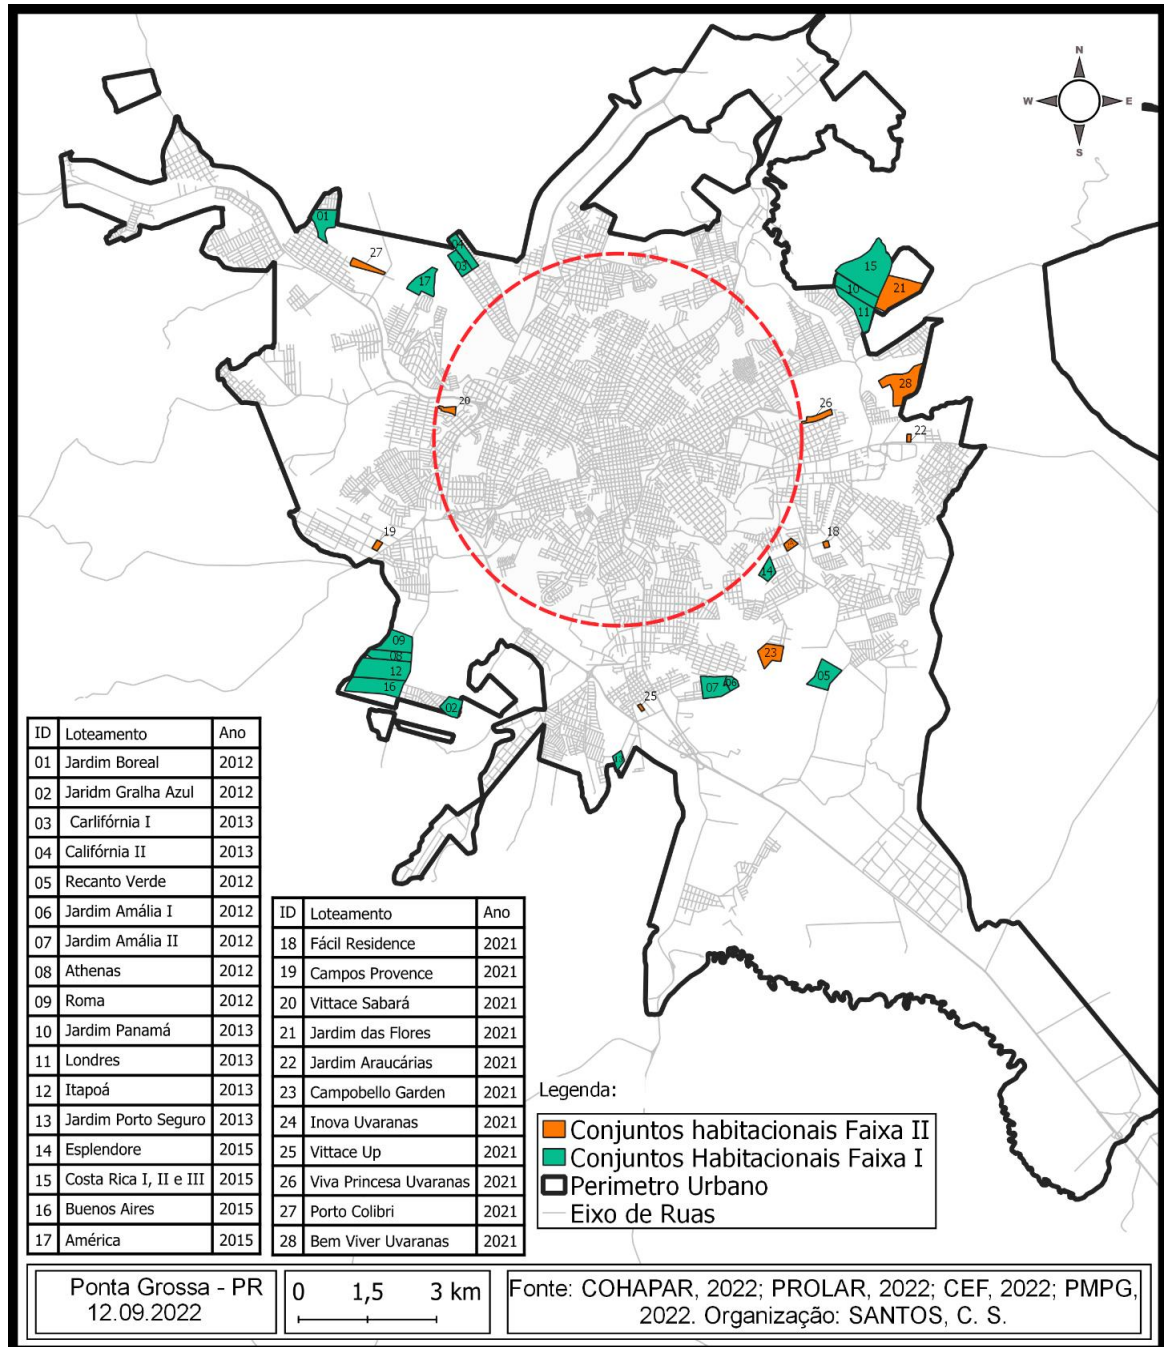 N
W E
S
01
27
04
03
17
15
10
21
11
28
20
26
22
19
18
14
09
08
12
16
02
23
05
07 06
25
ID Loteamento Ano
01 Jardim Boreal 2012
02 Jaridm Gralha Azul 2012
03 Carlifórnia I 2013
04 Califórnia II 2013
05 Recanto Verde 2012
06 Jardim Amália I 2012
07 Jardim Amália II 2012
08 Athenas 2012
09 Roma 2012
10 Jardim Panamá 2013
11 Londres 2013
12 Itapoá 2013
13 Jardim Porto Seguro 2013
14 Esplendore 2015
15 Costa Rica I, II e III 2015
16 Buenos Aires 2015
17 América 2015
ID Loteamento Ano
18 Fácil Residence 2021
19 Campos Provence 2021
20 Vittace Sabará 2021
21 Jardim das Flores 2021
22 Jardim Araucárias 2021
23 Campobello Garden 2021
24 Inova Uvaranas 2021
25 Vittace Up 2021
26 Viva Princesa Uvaranas 2021
27 Porto Colibri 2021
28 Bem Viver Uvaranas 2021
Legenda:
Conjuntos habitacionais Faixa II
Conjuntos Habitacionais Faixa I
Perimetro Urbano
Eixo de Ruas
Ponta Grossa - PR
12.09.2022
0 1,5 3 km
Fonte: COHAPAR, 2022; PROLAR, 2022; CEF, 2022; PMPG,
2022. Organização: SANTOS, C. S.